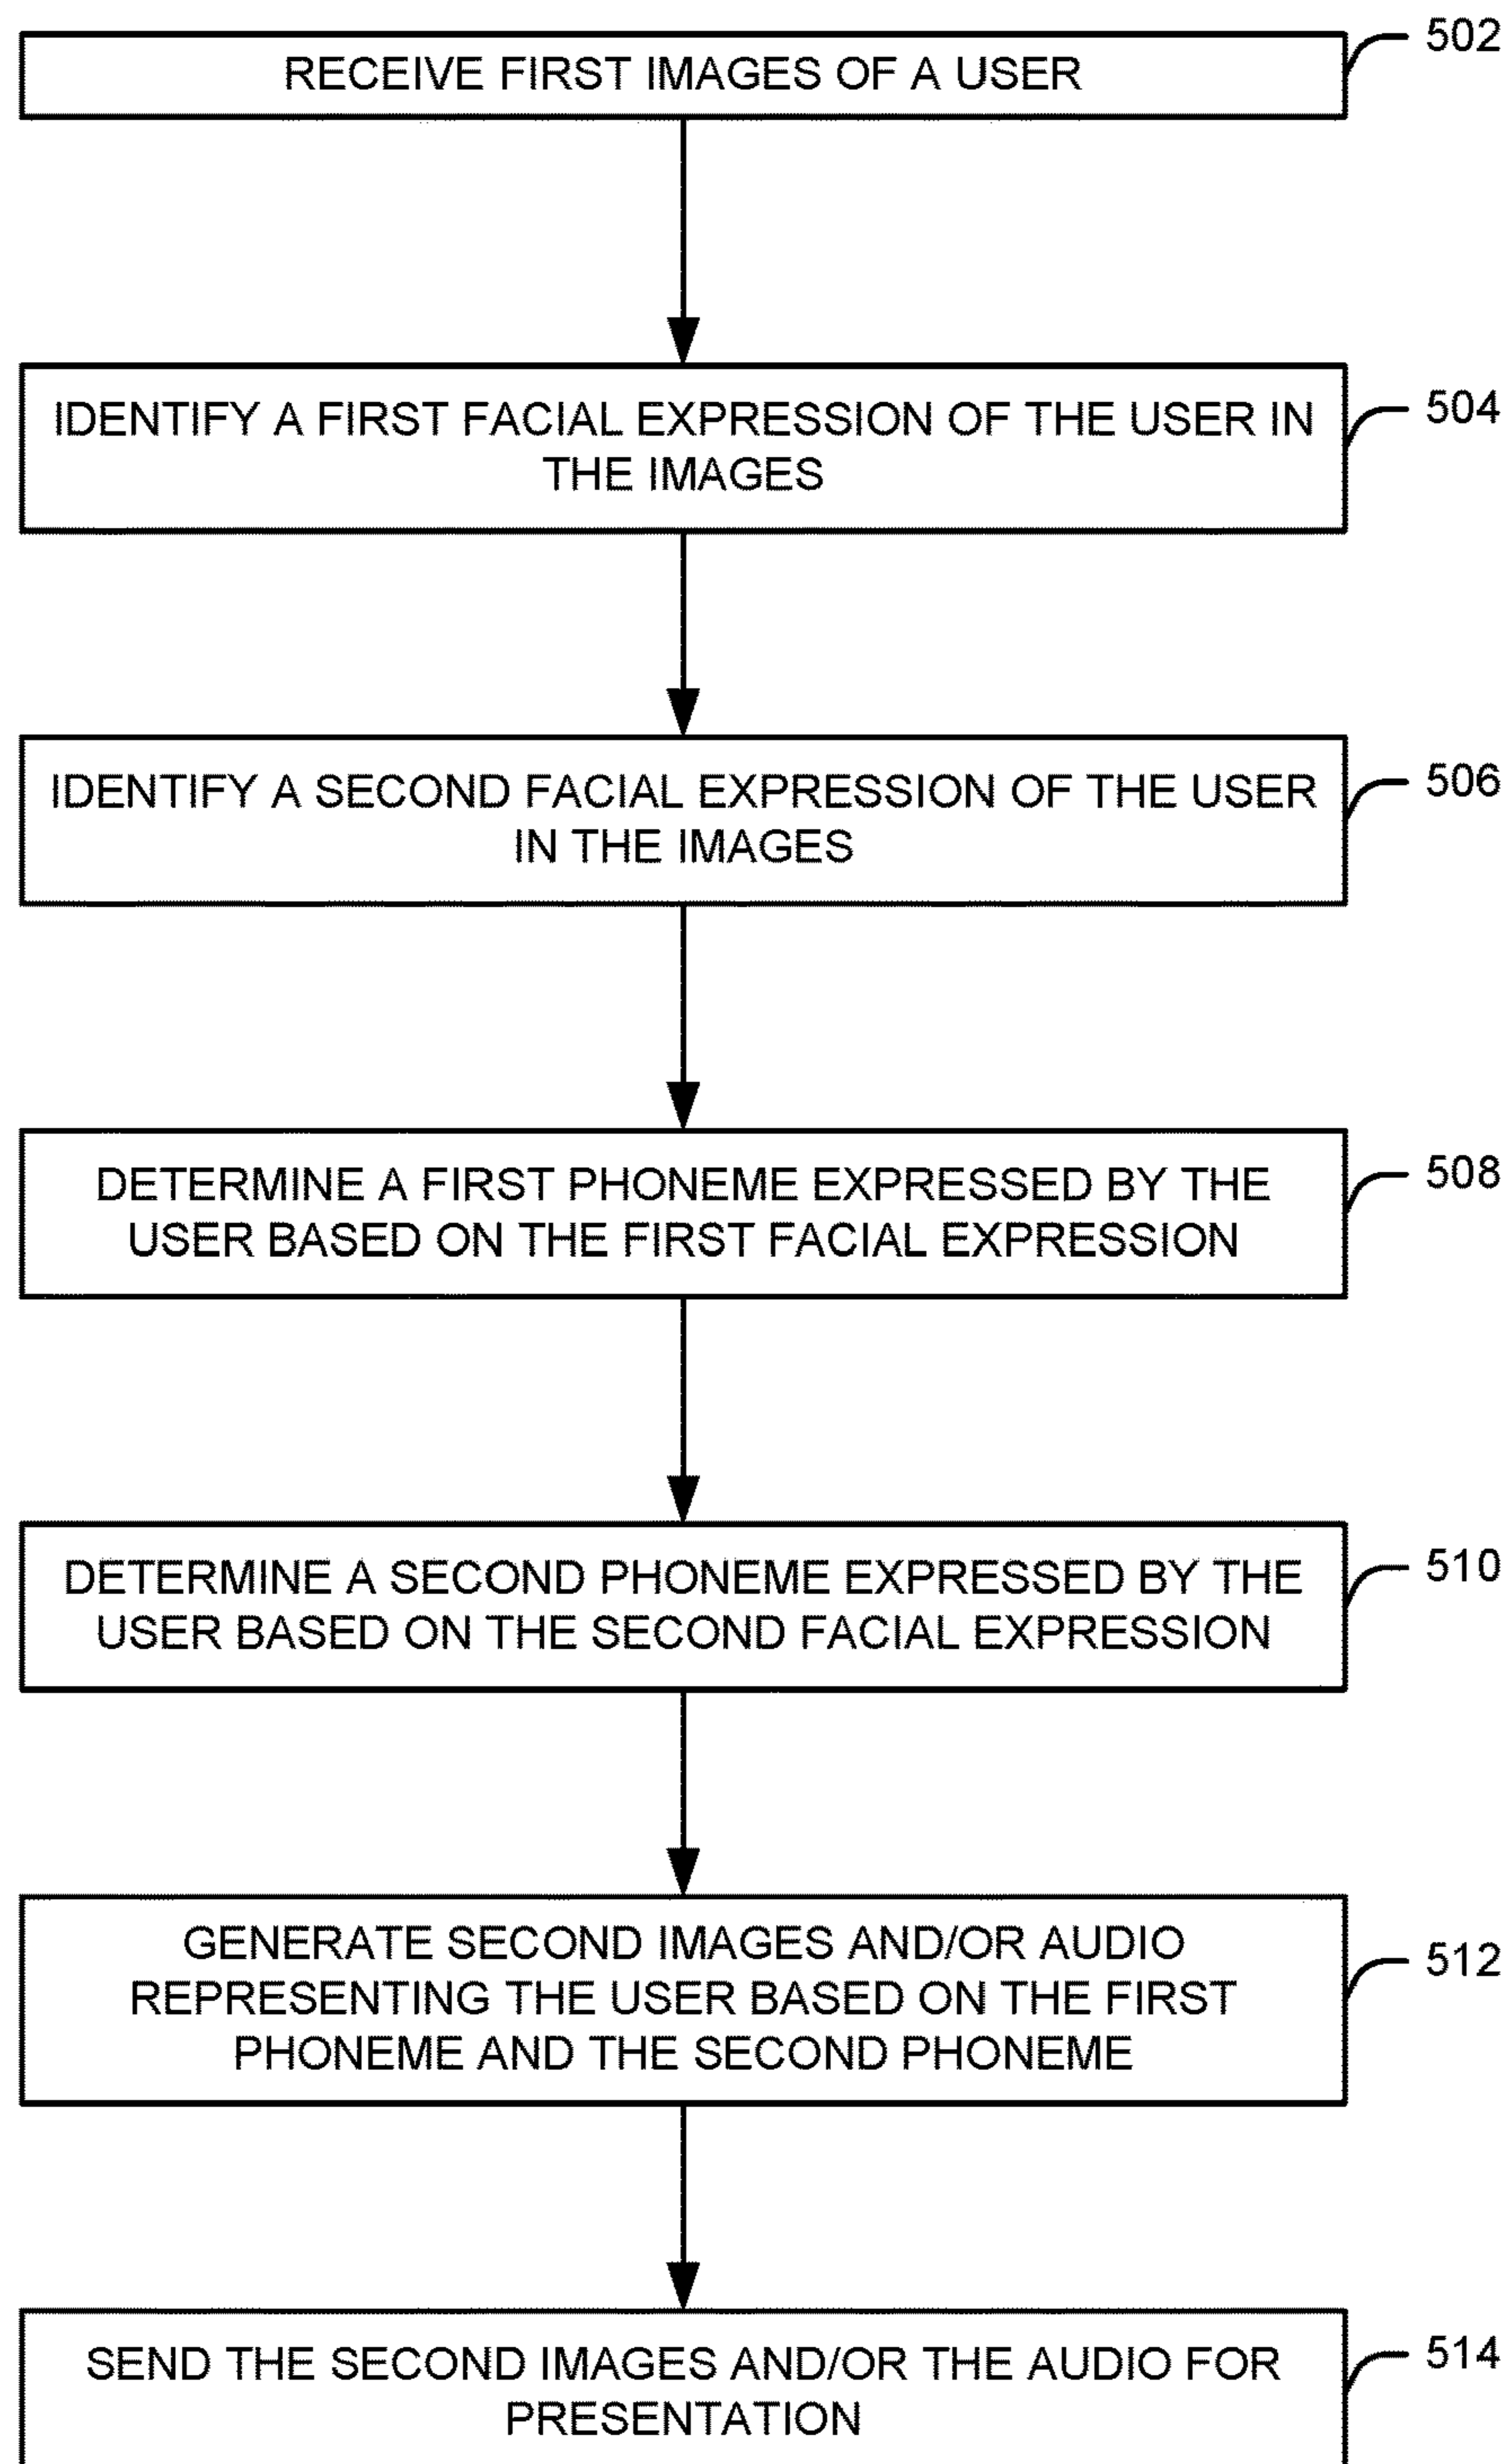 RECEIVE FIRST IMAGES OF A USER
502
IDENTIFY A FIRST FACIAL EXPRESSION OF THE USER IN
THE IMAGES
504
IDENTIFY A SECOND FACIAL EXPRESSION OF THE USER
IN THE IMAGES
506
DETERMINE A FIRST PHONEME EXPRESSED BY THE
USER BASED ON THE FIRST FACIAL EXPRESSION
508
DETERMINE A SECOND PHONEME EXPRESSED BY THE
USER BASED ON THE SECOND FACIAL EXPRESSION
510
GENERATE SECOND IMAGES AND/OR AUDIO
REPRESENTING THE USER BASED ON THE FIRST
PHONEME AND THE SECOND PHONEME
512
SEND THE SECOND IMAGES AND/OR THE AUDIO FOR
PRESENTATION
514